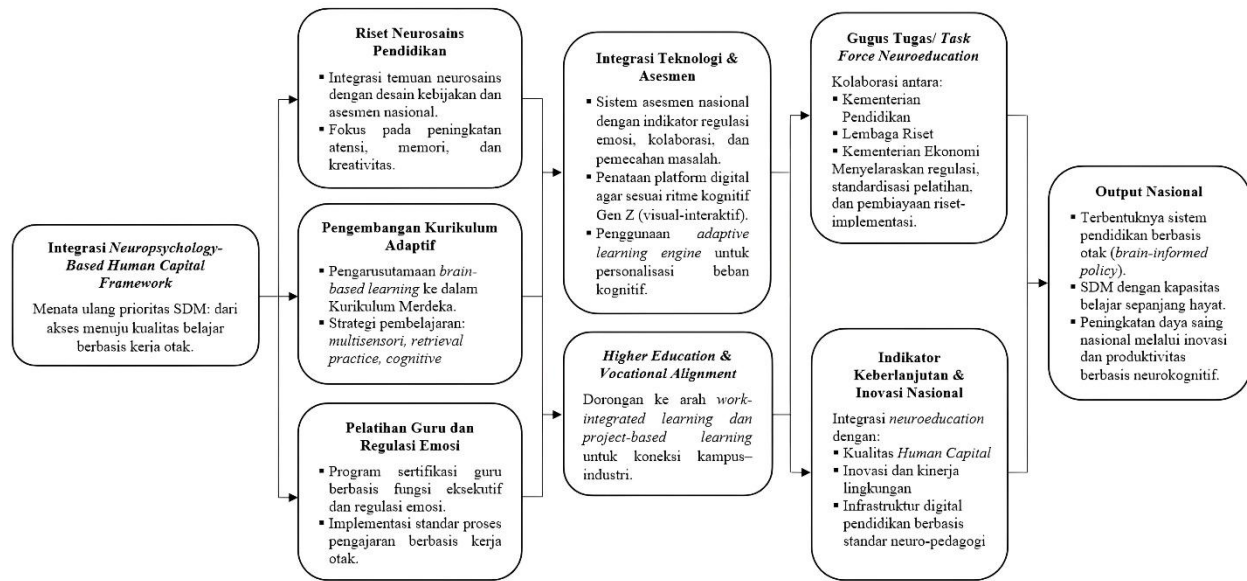 Integrasi Neuropsychology-
Based Human Capital
Framework
Menata ulang prioritas SDM: dari
akses menuju kualitas belajar
berbasis kerja otak.
Riset Neurosains
Pendidikan
▪ Integrasi temuan neurosains
dengan desain kebijakan dan
asesmen nasional.
▪ Fokus pada peningkatan
atensi, memori, dan
kreativitas.
Pengembangan Kurikulum
Adaptif
▪ Pengarusutamaan brain-
based learning ke dalam
Kurikulum Merdeka.
▪ Strategi pembelajaran:
multisensori, retrieval
practice, cognitive
Pelatihan Guru dan
Regulasi Emosi
▪ Program sertifikasi guru
berbasis fungsi eksekutif
dan regulasi emosi.
▪ Implementasi standar proses
pengajaran berbasis kerja
otak.
Integrasi Teknologi &
Asesmen
▪ Sistem asesmen nasional
dengan indikator regulasi
emosi, kolaborasi, dan
pemecahan masalah.
▪ Penataan platform digital
agar sesuai ritme kognitif
Gen Z (visual-interaktif).
▪ Penggunaan adaptive
learning engine untuk
personalisasi beban
kognitif.
Higher Education &
Vocational Alignment
Dorongan ke arah work-
integrated learning dan
project-based learning
untuk koneksi kampus–
industri.
Gugus Tugas/ Task
Force Neuroeducation
Kolaborasi antara:
▪ Kementerian
Pendidikan
▪ Lembaga Riset
▪ Kementerian Ekonomi
Menyelaraskan regulasi,
standardisasi pelatihan,
dan pembiayaan riset-
implementasi.
Indikator
Keberlanjutan &
Inovasi Nasional
Integrasi neuroeducation
dengan:
▪ Kualitas Human Capital
▪ Inovasi dan kinerja
lingkungan
▪ Infrastruktur digital
pendidikan berbasis
standar neuro-pedagogi
Output Nasional
▪ Terbentuknya sistem
pendidikan berbasis
otak (brain-informed
policy).
▪ SDM dengan kapasitas
belajar sepanjang hayat.
▪ Peningkatan daya saing
nasional melalui inovasi
dan produktivitas
berbasis neurokognitif.